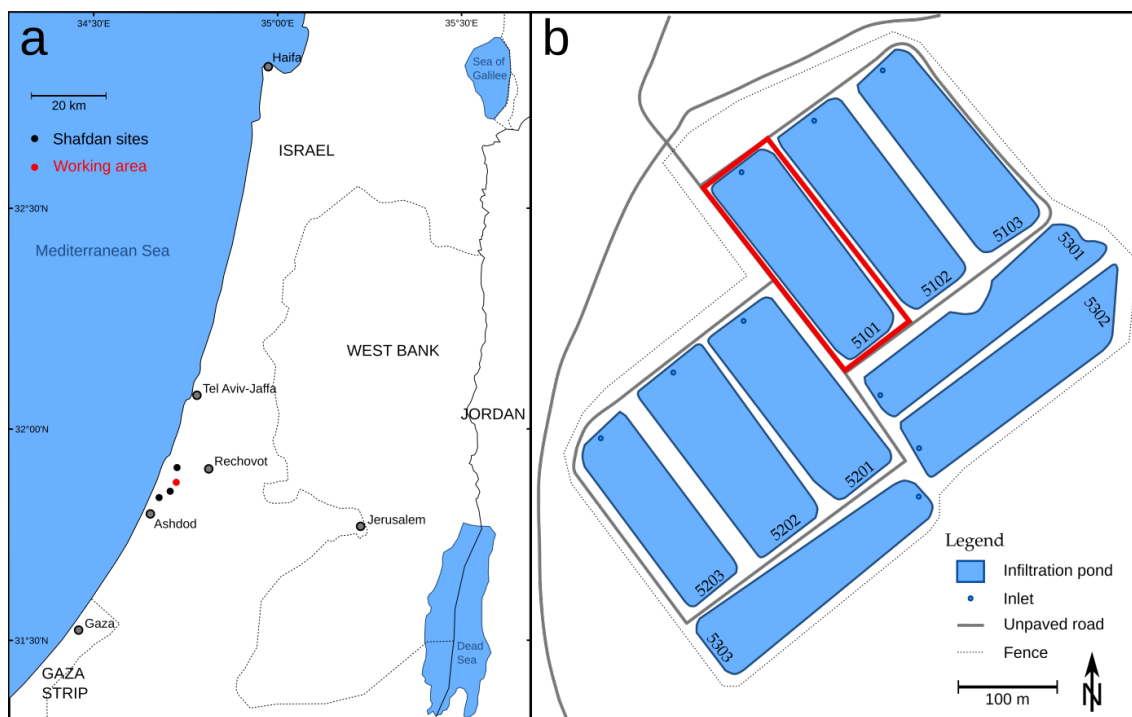 a
34°30'E
35°00'E
35°30'E
Haifa
Sea of
Galilee
20 km
Shafdan sites
Working area
ISRAEL
32°30'N
Mediterranean Sea
WEST BANK
Tel Aviv-Jaffa
JORDAN
32°00'N
Rechovot
Ashdod
Jerusalem
31°30'N
Gaza
Dead
Sea
GAZA
STRIP
b
5103
5301
5102
5302
5101
5201
5202
5203
5303
Legend
Infiltration pond
Inlet
Unpaved road
Fence
100 m
N